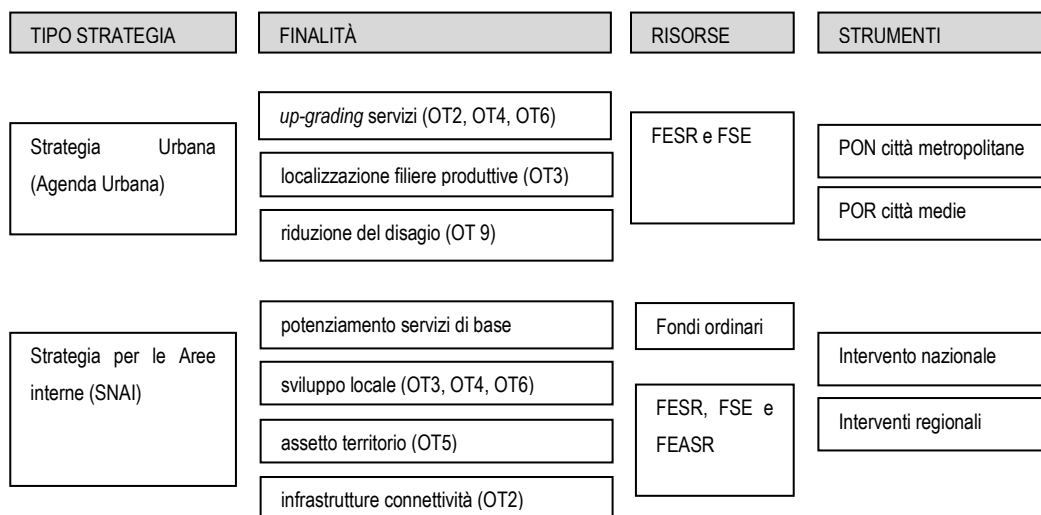 TIPO STRATEGIA
FINALITÀ
RISORSE
STRUMENTI
Strategia Urbana
(Agenda Urbana)
up-grading servizi (OT2, OT4, OT6)
localizzazione filiere produttive (OT3)
riduzione del disagio (OT 9)
FESR e FSE
PON città metropolitane
POR città medie
Strategia per le Aree
interne (SNAI)
potenziamento servizi di base
sviluppo locale (OT3, OT4, OT6)
assetto territorio (OT5)
infrastrutture connettività (OT2)
Fondi ordinari
FESR, FSE e
FEASR
Intervento nazionale
Interventi regionali